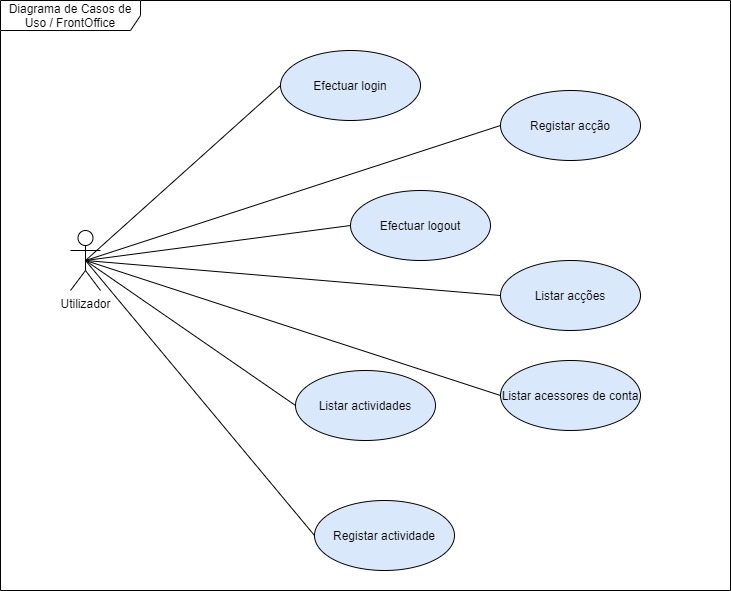 Diagrama de Casos de
Uso / FrontOffice
Efectuar login
Registar acção
Efectuar logout
Listar acções
Utilizador
Listar acessores de conta
Listar actividades
Registar actividade